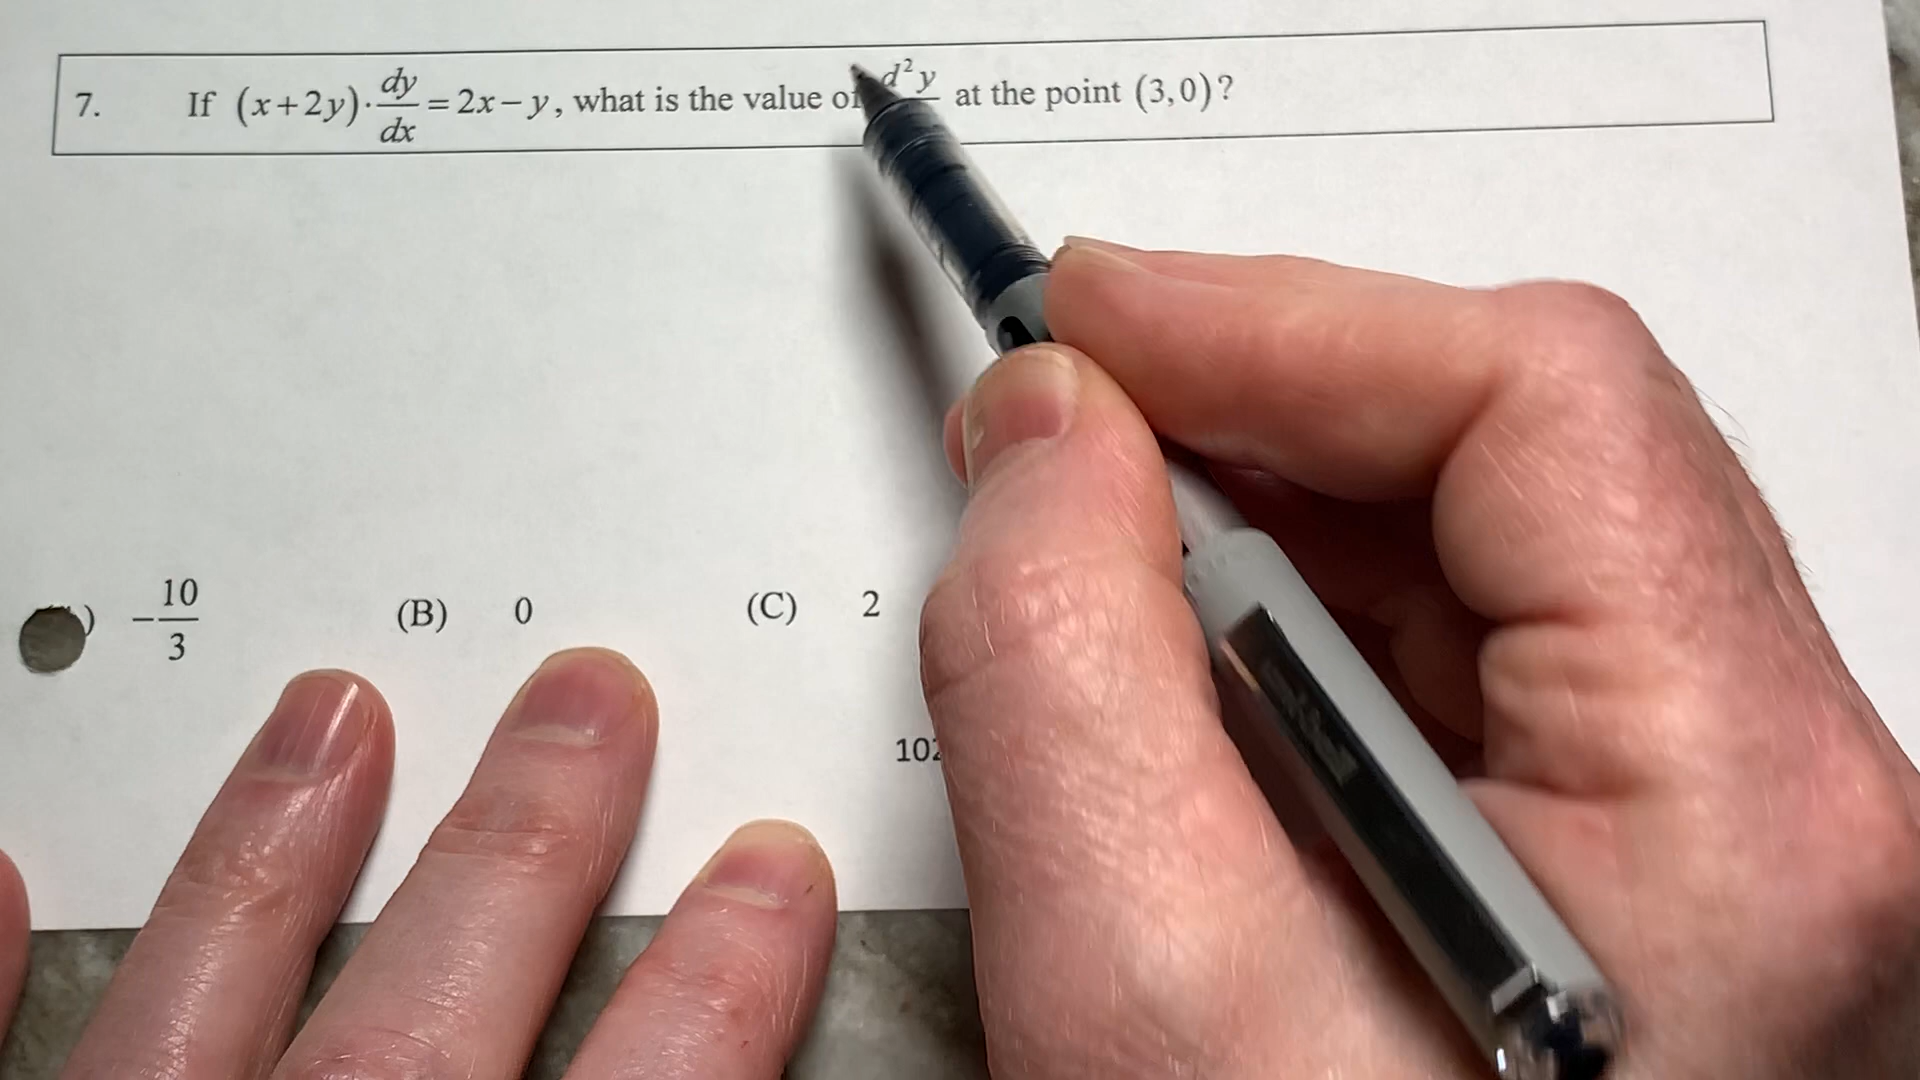 7. If (x+2y)·dy/dx = 2x−y, what is the value of d²y at the point (3,0)?
) −10/3 (B) 0 (C) 2